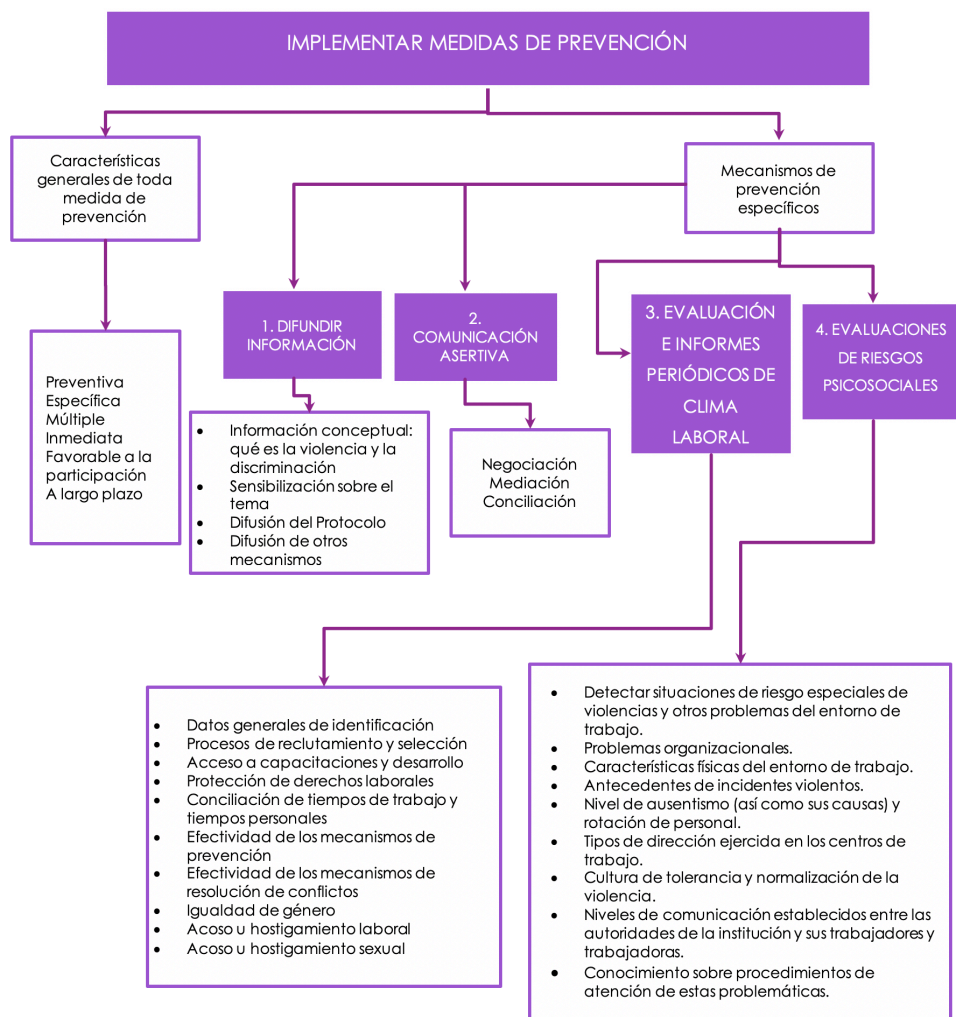 IMPLEMENTAR MEDIDAS DE PREVENCIÓN
Características
generales de toda
medida de
prevención
Mecanismos de
prevención
específicos
Preventiva
Específica
Múltiple
Inmediata
Favorable a la
participación
A largo plazo
1. DIFUNDIR
INFORMACIÓN
• Información conceptual:
qué es la violencia y la
discriminación
• Sensibilización sobre el
tema
• Difusión del Protocolo
• Difusión de otros
mecanismos
2.
COMUNICACIÓN
ASERTIVA
Negociación
Mediación
Conciliación
3. EVALUACIÓN
E INFORMES
PERIÓDICOS DE
CLIMA
LABORAL
4. EVALUACIONES
DE RIESGOS
PSICOSOCIALES
• Datos generales de identificación
• Procesos de reclutamiento y selección
• Acceso a capacitaciones y desarrollo
• Protección de derechos laborales
• Conciliación de tiempos de trabajo y
tiempos personales
• Efectividad de los mecanismos de
prevención
• Efectividad de los mecanismos de
resolución de conflictos
• Igualdad de género
• Acoso u hostigamiento laboral
• Acoso u hostigamiento sexual
• Detectar situaciones de riesgo especiales de
violencias y otros problemas del entorno de
trabajo.
• Problemas organizacionales.
• Características físicas del entorno de trabajo.
• Antecedentes de incidentes violentos.
• Nivel de ausentismo (así como sus causas) y
rotación de personal.
• Tipos de dirección ejercida en los centros de
trabajo.
• Cultura de tolerancia y normalización de la
violencia.
• Niveles de comunicación establecidos entre las
autoridades de la institución y sus trabajadores y
trabajadoras.
• Conocimiento sobre procedimientos de
atención de estas problemáticas.